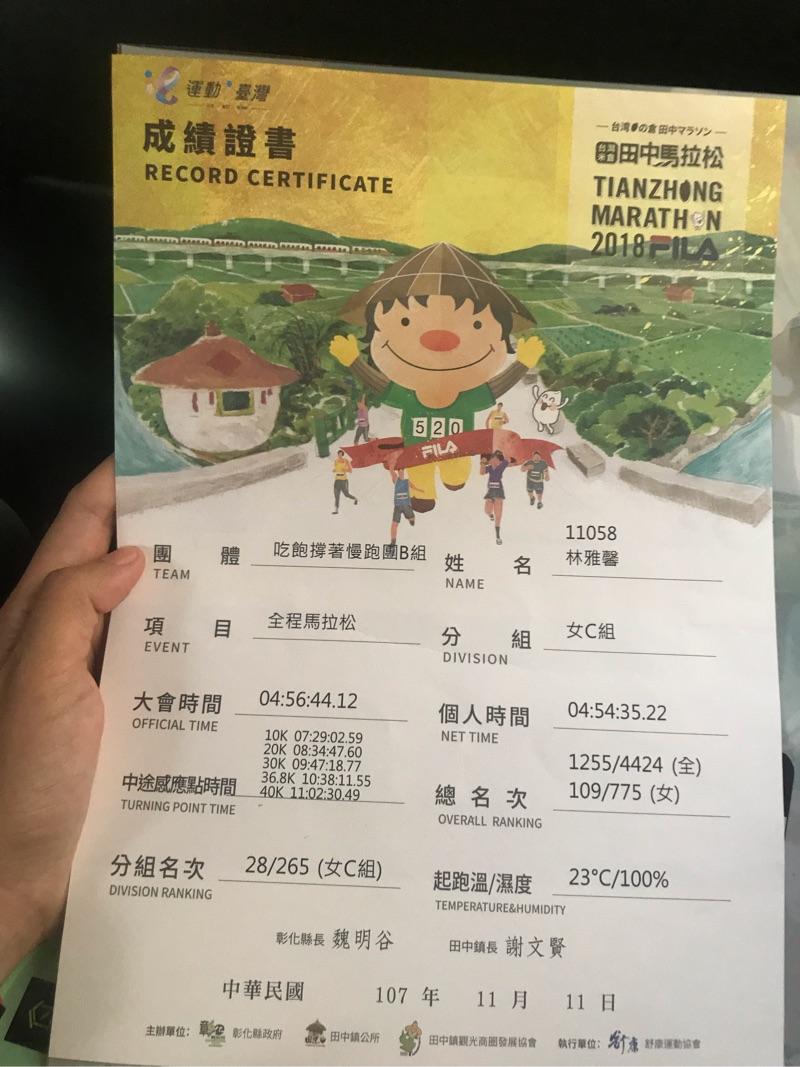 運動i臺灣
成績證書
RECORD CERTIFICATE
台湾米の倉 田中マラソン
台灣米倉 田中馬拉松
TIANZHONG
MARATHON
2018 FILA
520
FILA
團體 吃飽撐著慢跑團B組
TEAM
11058
姓名 林雅馨
NAME
項目 全程馬拉松
EVENT
分組 女C組
DIVISION
大會時間 04:56:44.12
OFFICIAL TIME
個人時間 04:54:35.22
NET TIME
10K 07:29:02.59
20K 08:34:47.60
30K 09:47:18.77
36.8K 10:38:11.55
40K 11:02:30.49
中途感應點時間
TURNING POINT TIME
1255/4424 (全)
總名次 109/775 (女)
OVERALL RANKING
分組名次 28/265 (女C組)
DIVISION RANKING
起跑溫/濕度 23°C/100%
TEMPERATURE&HUMIDITY
彰化縣長 魏明谷 田中鎮長 謝文賢
中華民國 107 年 11 月 11 日
主辦單位: 彰化縣政府 田中鎮公所 田中鎮觀光商圈發展協會 執行單位: 舒康 舒康運動協會